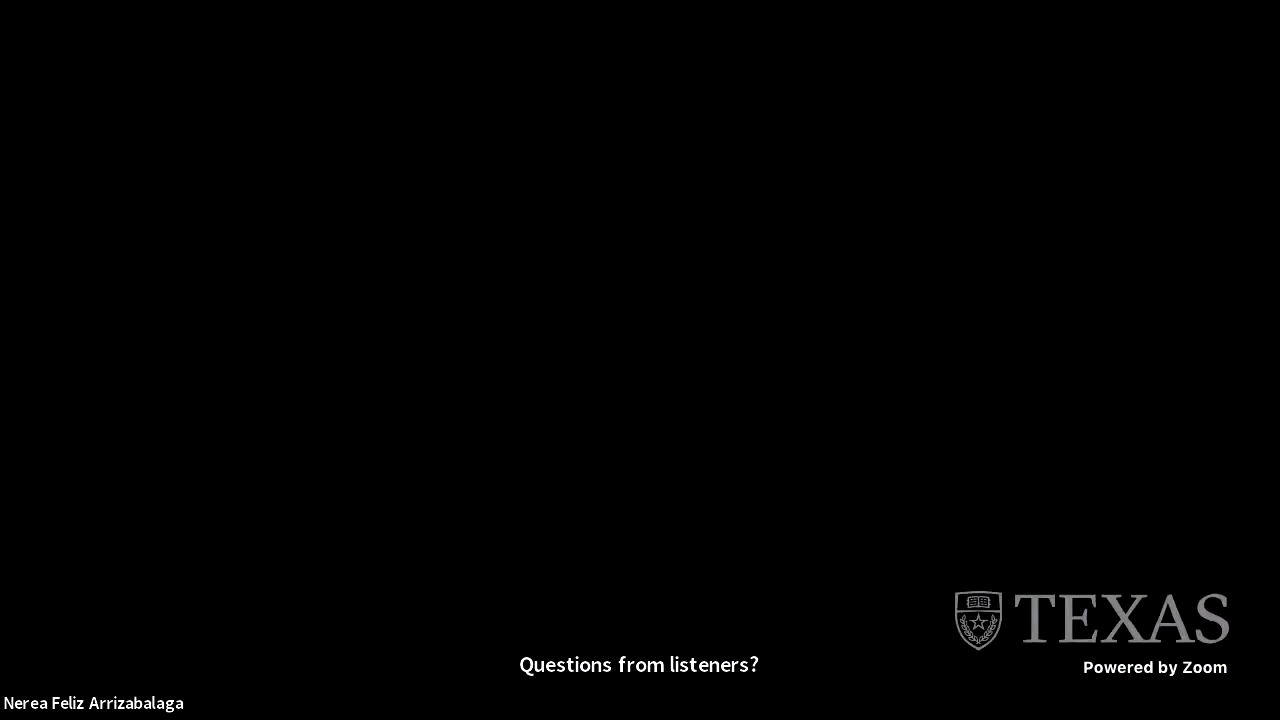 TEXAS
Questions from listeners?
Powered by Zoom
Nerea Feliz Arrizabalaga